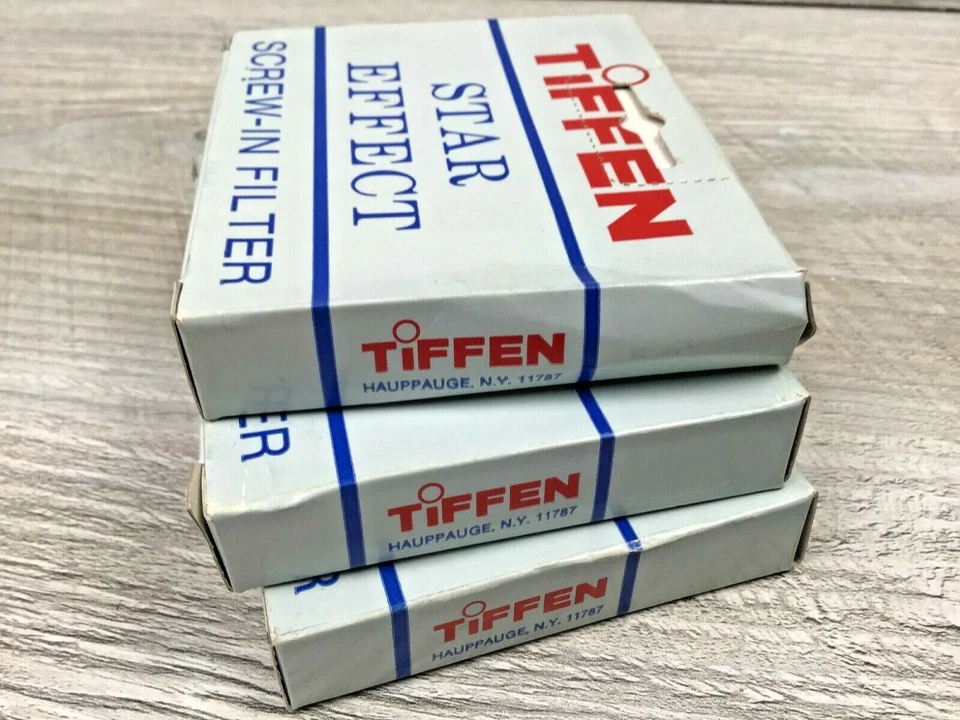 TiFFEN
STAR
EFFECT
SCREW-IN FILTER
TiFFEN
HAUPPAUGE, N.Y. 11787
ER
TiFFEN
HAUPPAUGE, N.Y. 11787
R
TiFFEN
HAUPPAUGE, N.Y. 11787